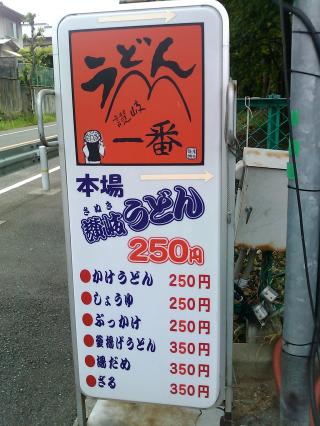 うどん
讃岐
一番
本場
さぬき
讃岐うどん
250円
●かけうどん 250円
●しょうゆ 250円
●ぶっかけ 250円
●釜揚げうどん 350円
●湯だめ 350円
●ざる 350円